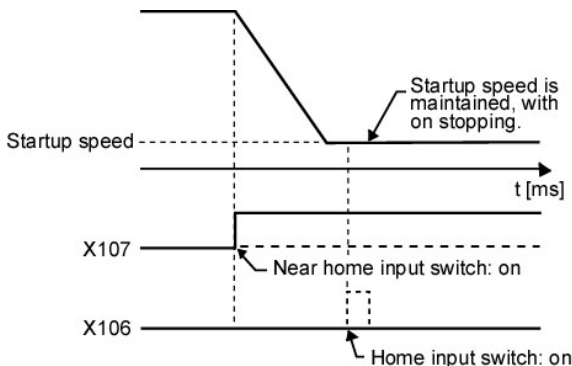 Startup speed is
maintained, with
on stopping.
Startup speed
t [ms]
X107
Near home input switch: on
X106
Home input switch: on